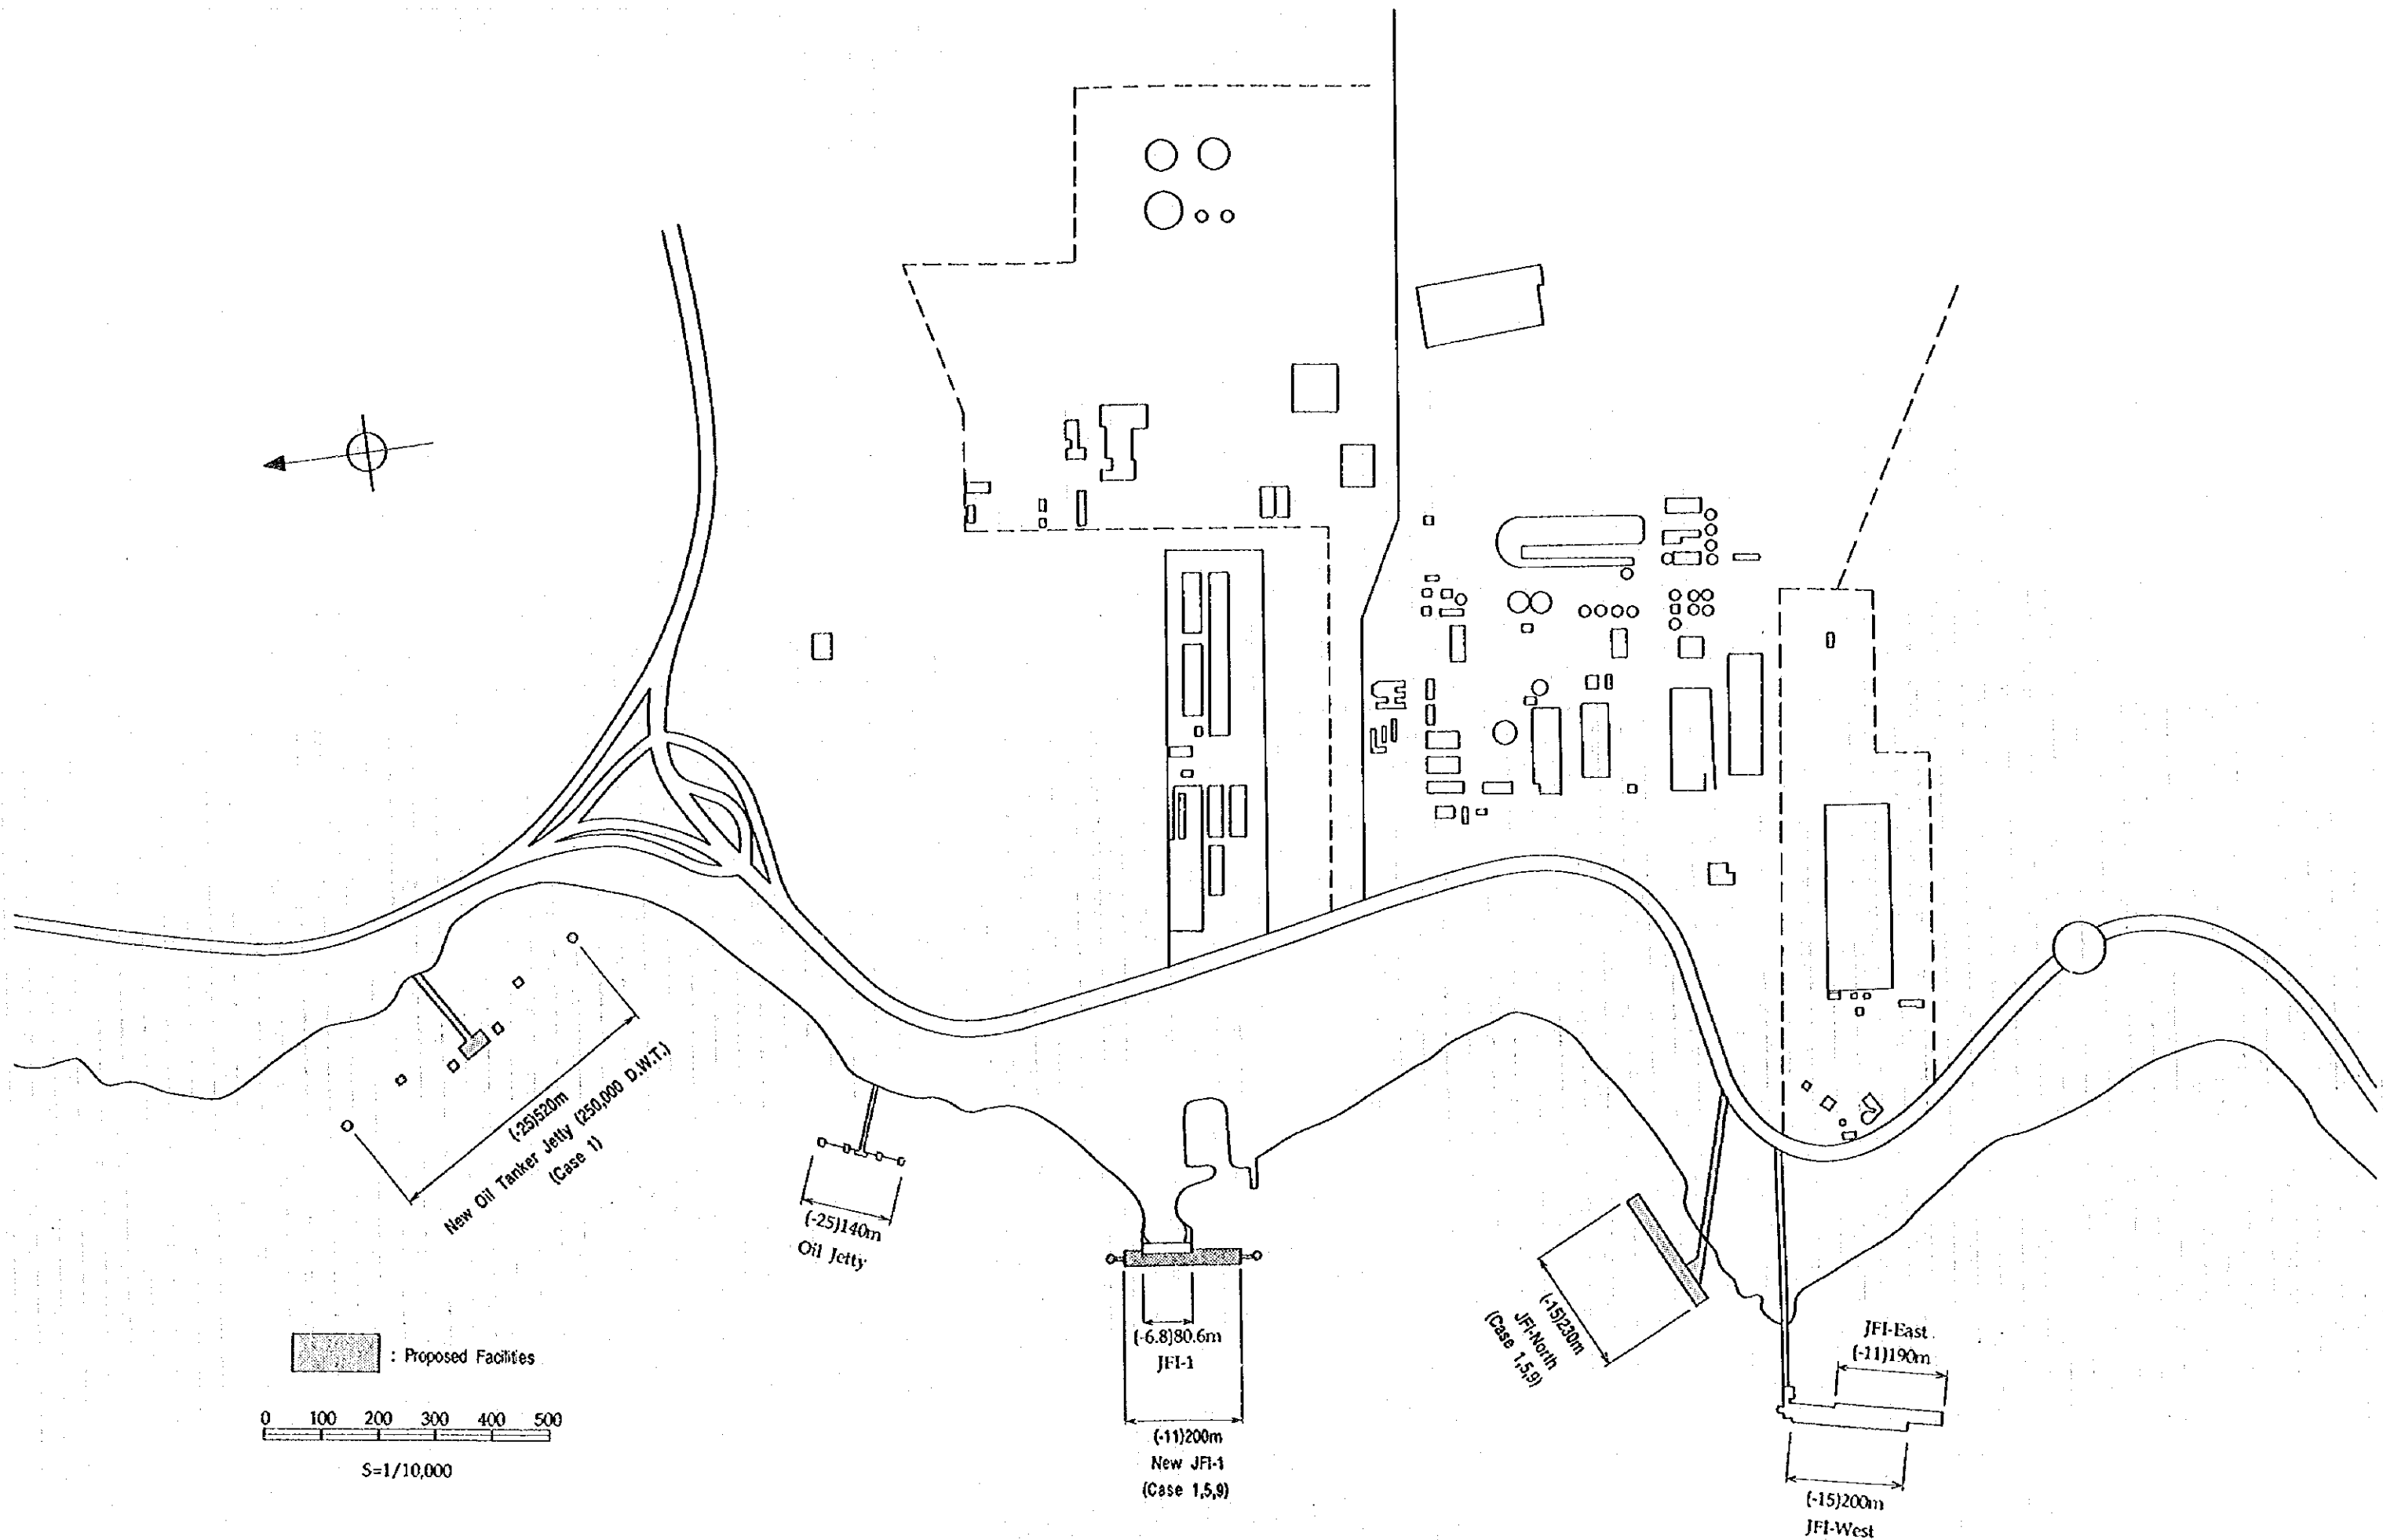 (-25)520m
New Oil Tanker Jetty (250,000 D.W.T.)
(Case 1)
(-25)140m
Oil Jetty
(-6.8)80.6m
JFI-1
(-11)200m
New JFI-1
(Case 1,5,9)
(-15)230m
JFI-North
(Case 1,5,9)
JFI-East
(-11)190m
(-15)200m
JFI-West
: Proposed Facilities
0 100 200 300 400 500
S=1/10,000